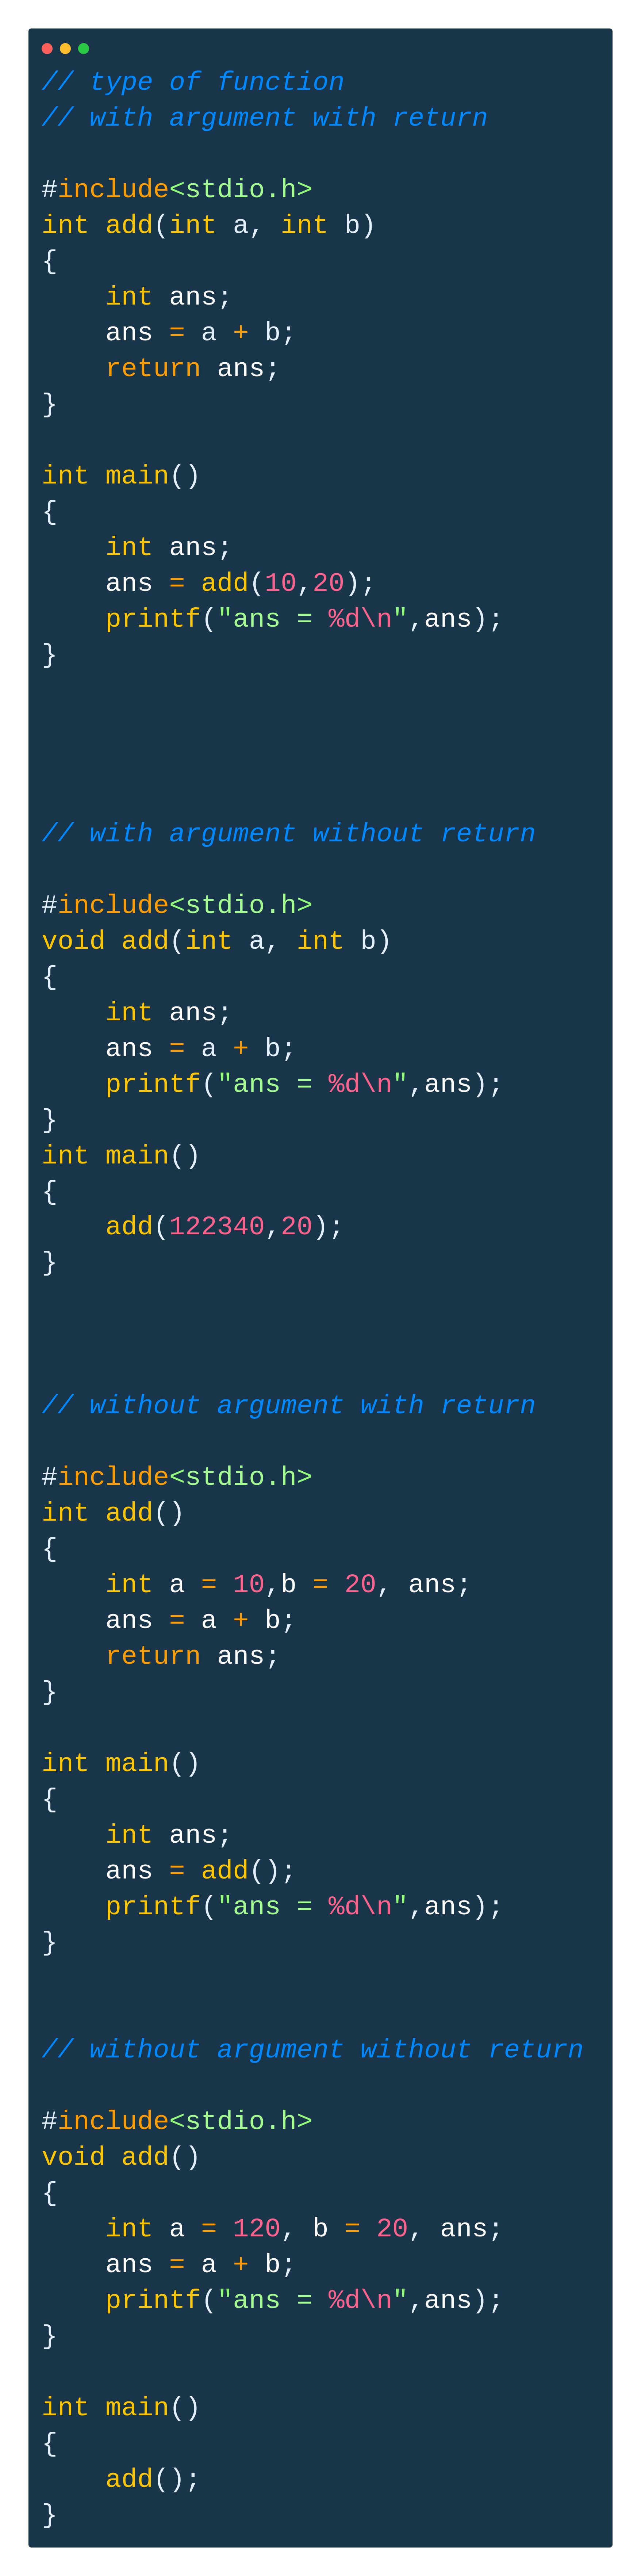 // type of function
// with argument with return
#include<stdio.h>
int add(int a, int b)
{
    int ans;
    ans = a + b;
    return ans;
}
int main()
{
    int ans;
    ans = add(10,20);
    printf("ans = %d\n",ans);
}
// with argument without return
#include<stdio.h>
void add(int a, int b)
{
    int ans;
    ans = a + b;
    printf("ans = %d\n",ans);
}
int main()
{
    add(122340,20);
}
// without argument with return
#include<stdio.h>
int add()
{
    int a = 10,b = 20, ans;
    ans = a + b;
    return ans;
}
int main()
{
    int ans;
    ans = add();
    printf("ans = %d\n",ans);
}
// without argument without return
#include<stdio.h>
void add()
{
    int a = 120, b = 20, ans;
    ans = a + b;
    printf("ans = %d\n",ans);
}
int main()
{
    add();
}